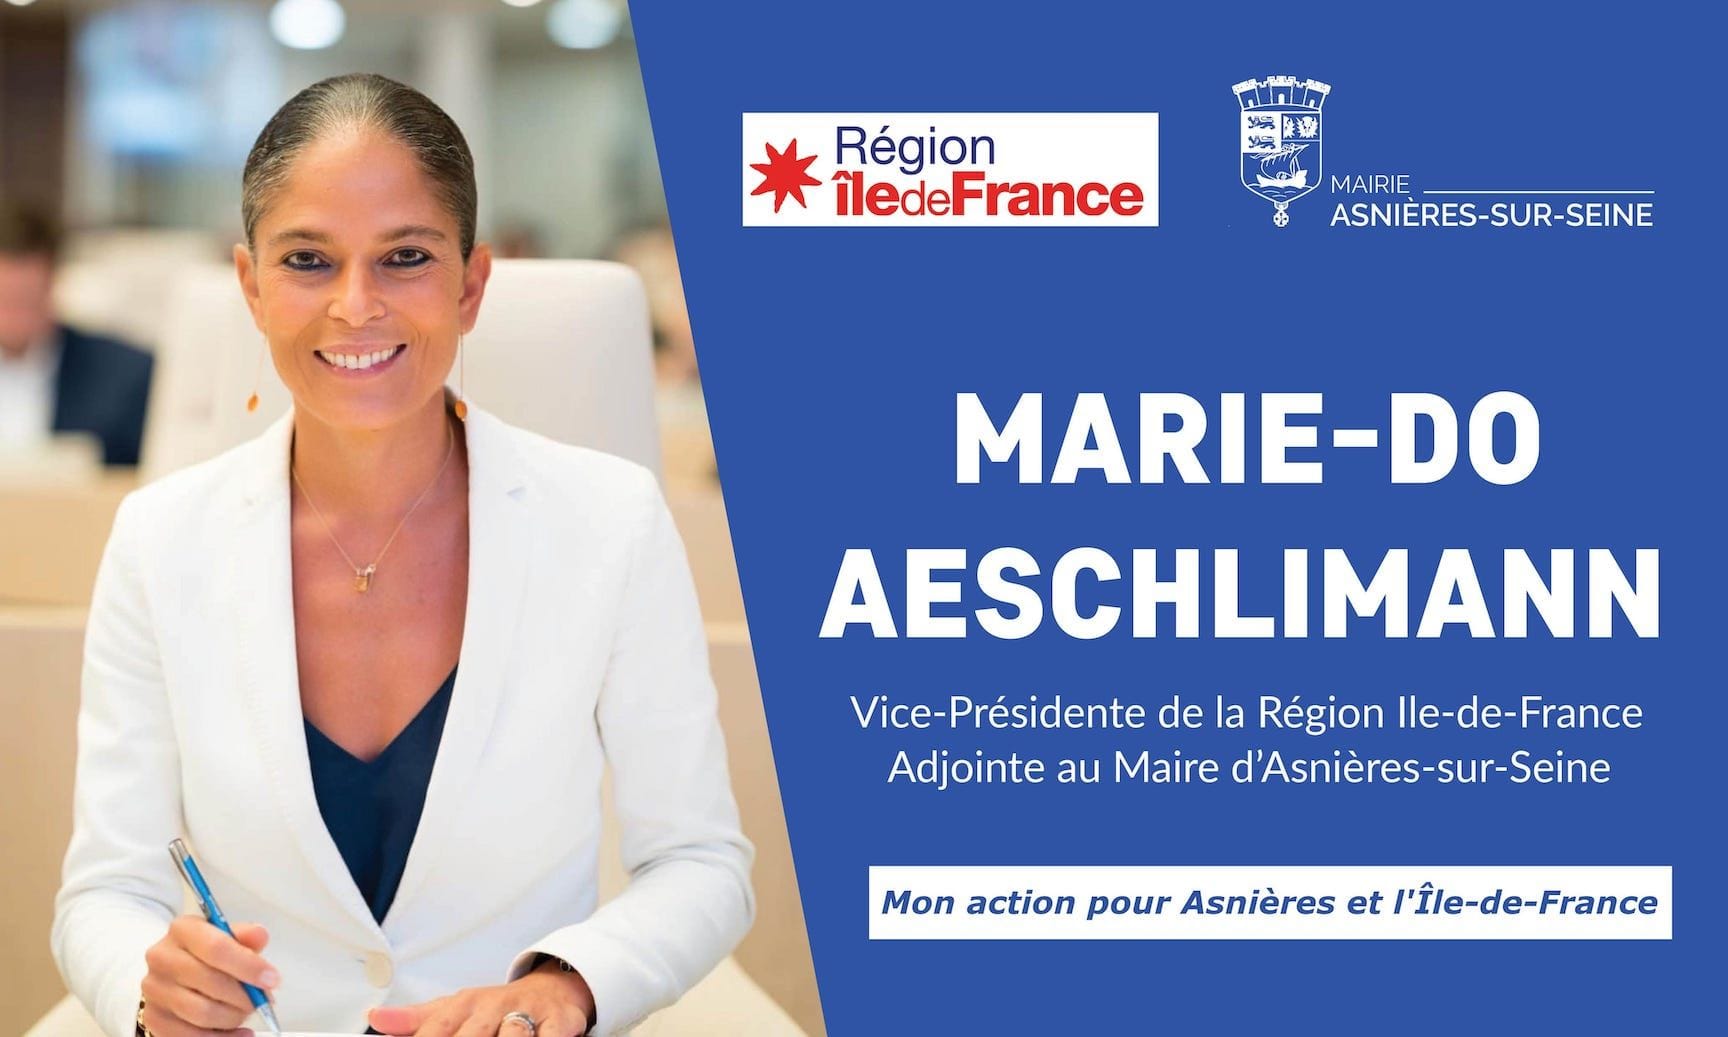 Région
îledeFrance
MAIRIE
ASNIÈRES-SUR-SEINE
MARIE-DO
AESCHLIMANN
Vice-Présidente de la Région Ile-de-France
Adjointe au Maire d’Asnières-sur-Seine
Mon action pour Asnières et l'Île-de-France